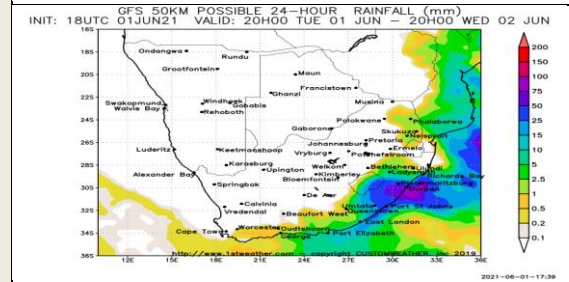 GFS 50KM POSSIBLE 24-HOUR RAINFALL (mm)
INIT: 18UTC 01JUN21 VALID: 20H00 TUE 01 JUN - 20H00 WED 02 JUN
16S
18S
20S
22S
24S
26S
28S
30S
32S
34S
36S
Ondangwa
Rundu
Grootfontein
Maun
Ghanzi
Francistown
Swakopmund
Walvis Bay
Windhoek
Gobabis
Rehoboth
Musina
Polokwane
Phalaborwa
Gaborone
Skukuza
Nelspruit
Pretoria
Johannesburg
Ermelo
Luderitz
Keetmanshoop
Vryburg
Potchefstroom
Karasburg
Upington
Welkom
Bethlehem
Ladysmith
Ulundi
Alexander Bay
Kimberley
Bloemfontein
Richards Bay
Pietermaritzburg
Durban
Springbok
De Aar
Calvinia
Vredendal
Umtata
Port St Johns
Queenstown
Beaufort West
East London
Cape Town
Worcester
Oudtshoorn
George
Port Elizabeth
http://www.1stweather.com - copyright CUSTOMWEATHER, inc 2019
12E 15E 18E 21E 24E 27E 30E 33E 36E
200
150
100
75
50
25
15
10
5
2.5
1
0.5
0.2
0.1
2021-06-01-17:39